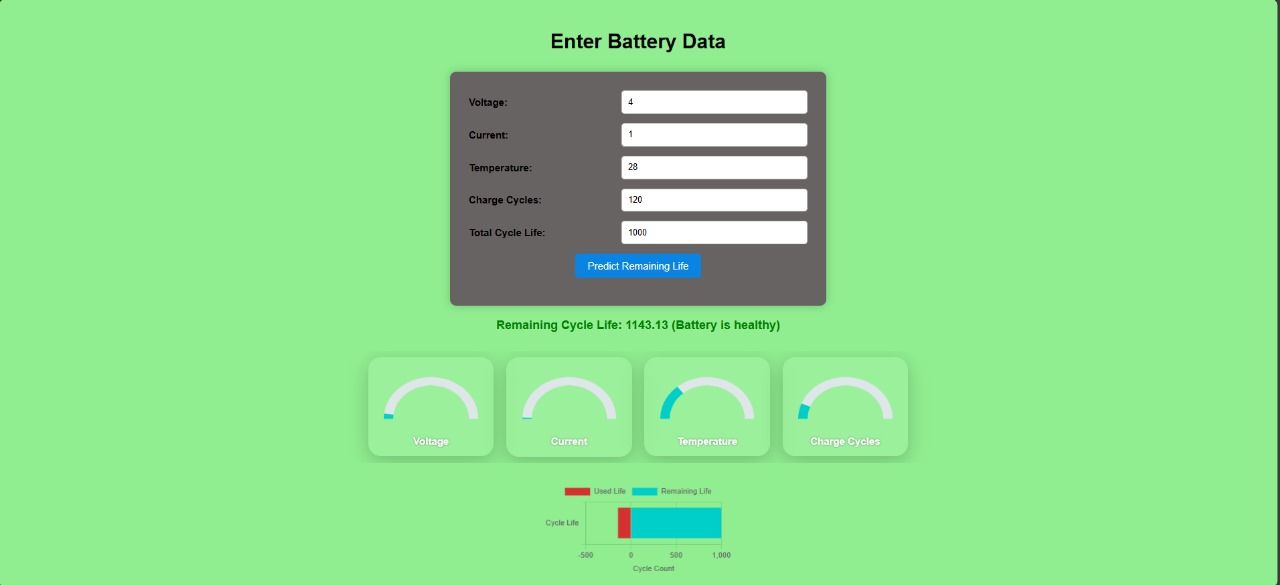 Enter Battery Data
Voltage: 4
Current: 1
Temperature: 28
Charge Cycles: 120
Total Cycle Life: 1000
Predict Remaining Life
Remaining Cycle Life: 1143.13 (Battery is healthy)
Voltage Current Temperature Charge Cycles
Used Life Remaining Life
Cycle Life
-500 0 500 1,000
Cycle Count